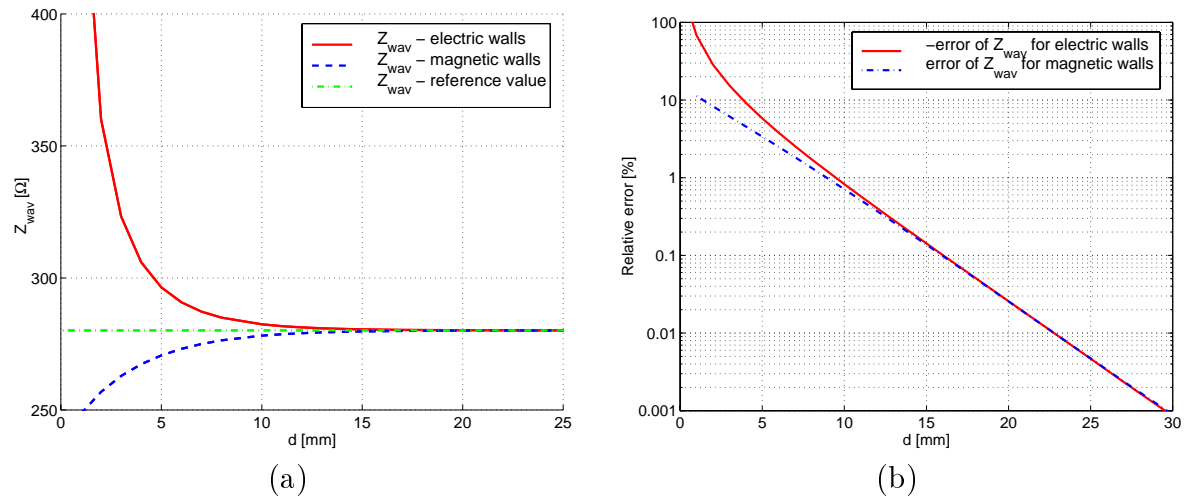 400
350
300
250
Z_wav [Ω]
0 5 10 15 20 25
d [mm]
Z_wav − electric walls
Z_wav − magnetic walls
Z_wav − reference value
(a)
100
10
1
0.1
0.01
0.001
Relative error [%]
0 5 10 15 20 25 30
d [mm]
−error of Z_wav for electric walls
error of Z_wav for magnetic walls
(b)